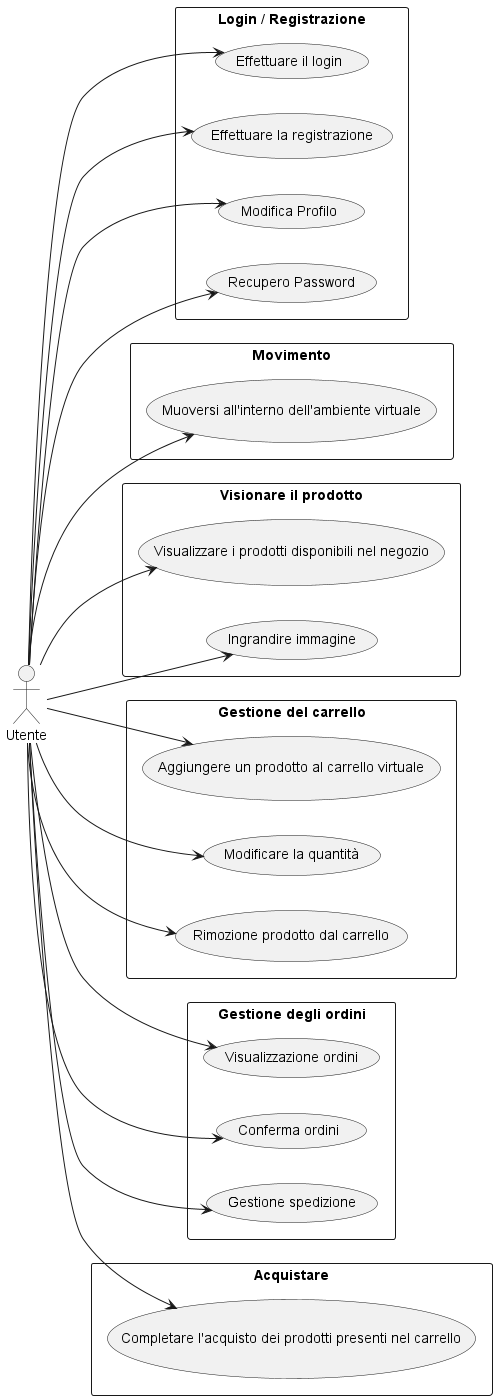 Login / Registrazione
Effettuare il login
Effettuare la registrazione
Modifica Profilo
Recupero Password
Movimento
Muoversi all'interno dell'ambiente virtuale
Visionare il prodotto
Visualizzare i prodotti disponibili nel negozio
Ingrandire immagine
Utente
Gestione del carrello
Aggiungere un prodotto al carrello virtuale
Modificare la quantità
Rimozione prodotto dal carrello
Gestione degli ordini
Visualizzazione ordini
Conferma ordini
Gestione spedizione
Acquistare
Completare l'acquisto dei prodotti presenti nel carrello